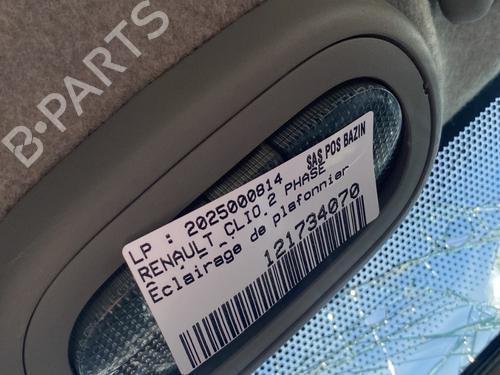 B-PARTS
SAS POS BAZIN
LP : 2025000814
RENAULT CLIO 2 PHASE
Éclairage de plafonnier
121734070